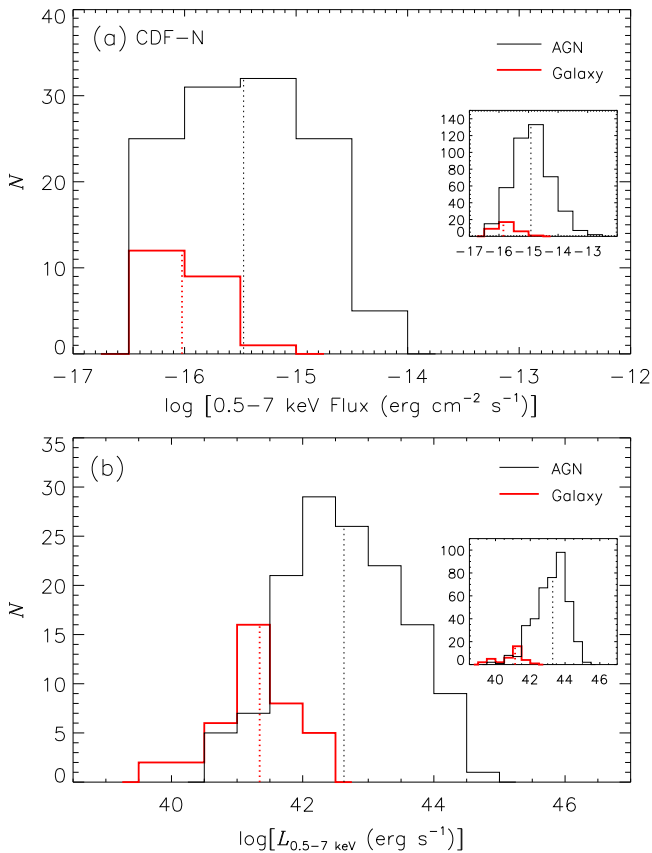 40
(a) CDF−N
AGN
Galaxy
30
140
120
100
80
60
40
20
0
−17 −16 −15 −14 −13
N
20
10
0
−17 −16 −15 −14 −13 −12
log [0.5−7 keV Flux (erg cm⁻² s⁻¹)]
35
(b)
AGN
Galaxy
30
25
100
80
60
40
20
0
40 42 44 46
N
20
15
10
5
0
40 42 44 46
log[L₀.₅₋₇ keV (erg s⁻¹)]